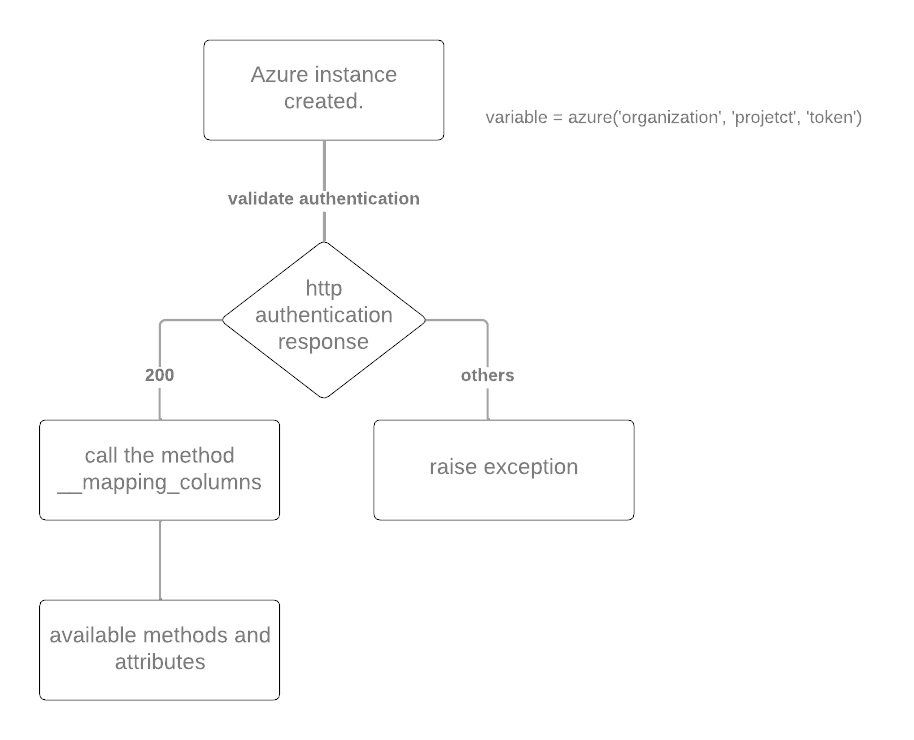 Azure instance
created.
variable = azure('organization', 'projetct', 'token')
validate authentication
http
authentication
response
200
others
call the method
__mapping_columns
raise exception
available methods and
attributes